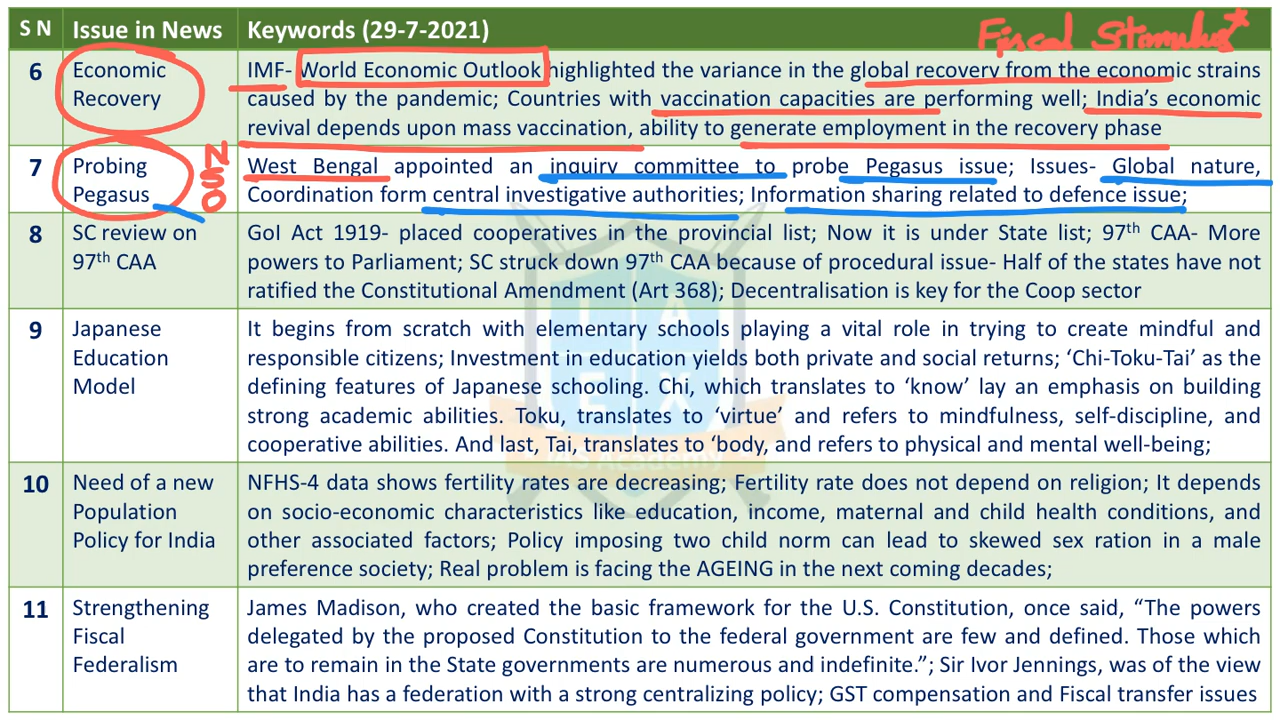 S N Issue in News Keywords (29-7-2021) Fiscal Stimulus*
6 Economic Recovery IMF- World Economic Outlook highlighted the variance in the global recovery from the economic strains
caused by the pandemic; Countries with vaccination capacities are performing well; India's economic
revival depends upon mass vaccination, ability to generate employment in the recovery phase
7 Probing Pegasus NSO West Bengal appointed an inquiry committee to probe Pegasus issue; Issues- Global nature,
Coordination form central investigative authorities; Information sharing related to defence issue;
8 SC review on 97th CAA GoI Act 1919- placed cooperatives in the provincial list; Now it is under State list; 97th CAA- More
powers to Parliament; SC struck down 97th CAA because of procedural issue- Half of the states have not
ratified the Constitutional Amendment (Art 368); Decentralisation is key for the Coop sector
9 Japanese Education Model It begins from scratch with elementary schools playing a vital role in trying to create mindful and
responsible citizens; Investment in education yields both private and social returns; 'Chi-Toku-Tai' as the
defining features of Japanese schooling. Chi, which translates to 'know' lay an emphasis on building
strong academic abilities. Toku, translates to 'virtue' and refers to mindfulness, self-discipline, and
cooperative abilities. And last, Tai, translates to 'body, and refers to physical and mental well-being;
10 Need of a new Population Policy for India NFHS-4 data shows fertility rates are decreasing; Fertility rate does not depend on religion; It depends
on socio-economic characteristics like education, income, maternal and child health conditions, and
other associated factors; Policy imposing two child norm can lead to skewed sex ration in a male
preference society; Real problem is facing the AGEING in the next coming decades;
11 Strengthening Fiscal Federalism James Madison, who created the basic framework for the U.S. Constitution, once said, "The powers
delegated by the proposed Constitution to the federal government are few and defined. Those which
are to remain in the State governments are numerous and indefinite."; Sir Ivor Jennings, was of the view
that India has a federation with a strong centralizing policy; GST compensation and Fiscal transfer issues